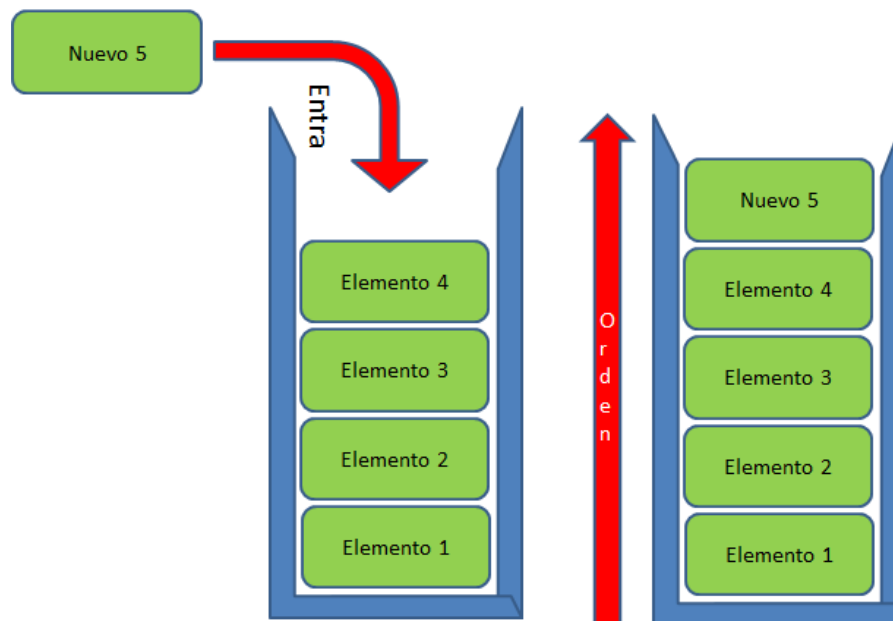 Nuevo 5
Entra
Elemento 4
Elemento 3
Elemento 2
Elemento 1
Orden
Nuevo 5
Elemento 4
Elemento 3
Elemento 2
Elemento 1